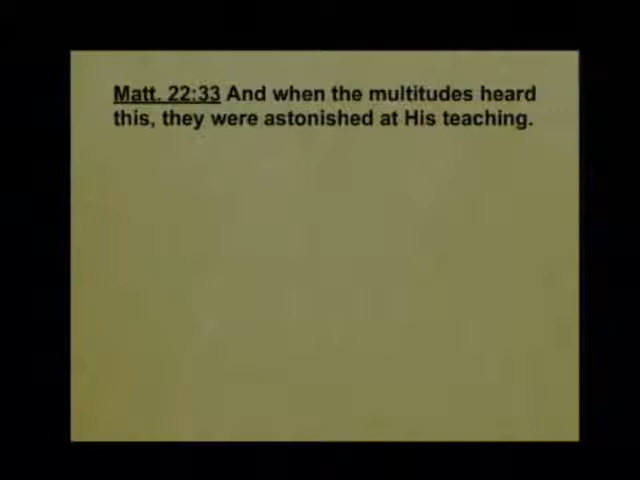 Matt. 22:33 And when the multitudes heard
this, they were astonished at His teaching.